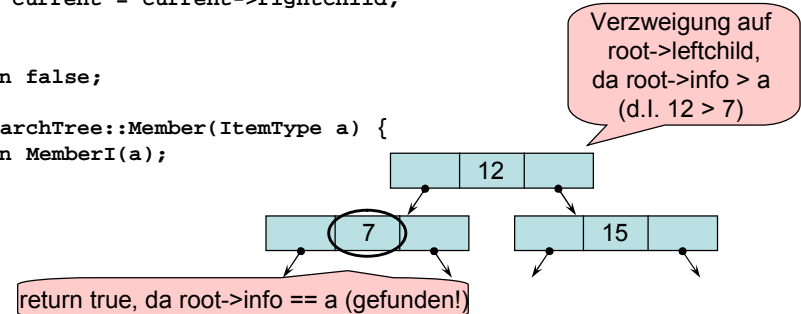 current = current->rightchild;
n false;
archTree::Member(ItemType a) {
n MemberI(a);
Verzweigung auf
root->leftchild,
da root->info > a
(d.I. 12 > 7)
12
7
15
return true, da root->info == a (gefunden!)